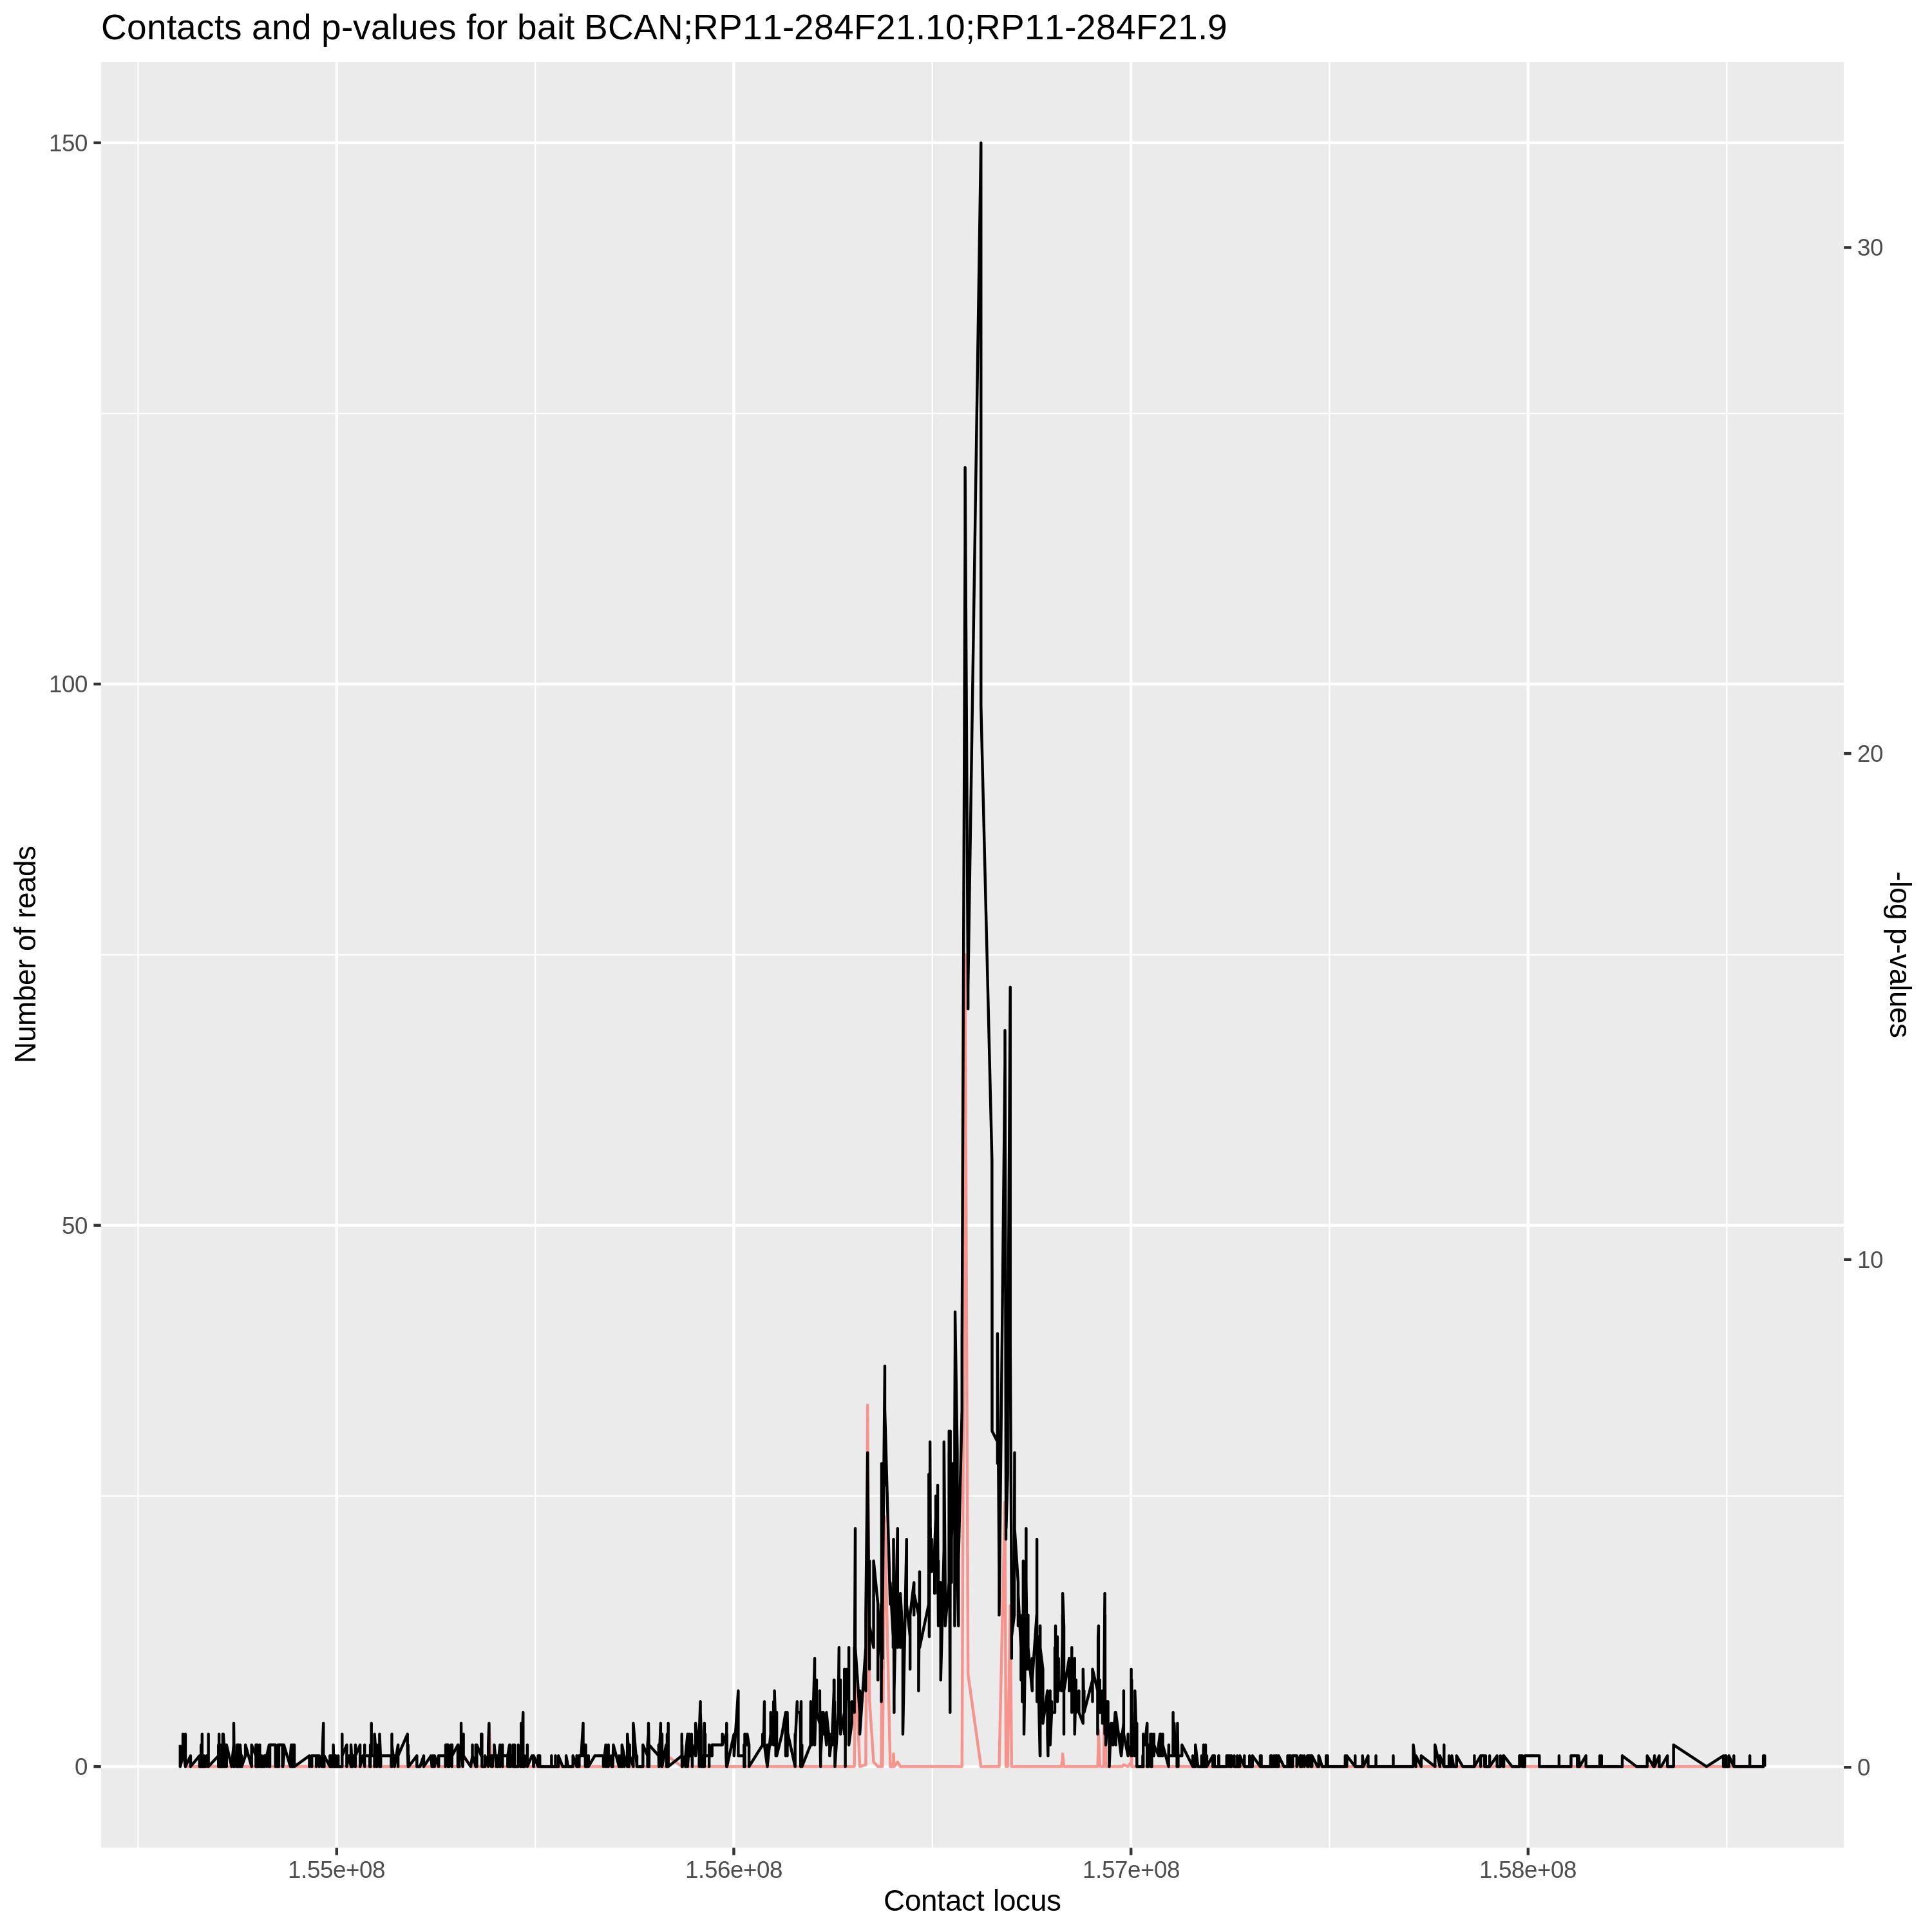 Contacts and p-values for bait BCAN;RP11-284F21.10;RP11-284F21.9
150
100
50
0
Number of reads
30
20
10
0
-log p-values
1.55e+08
1.56e+08
1.57e+08
1.58e+08
Contact locus